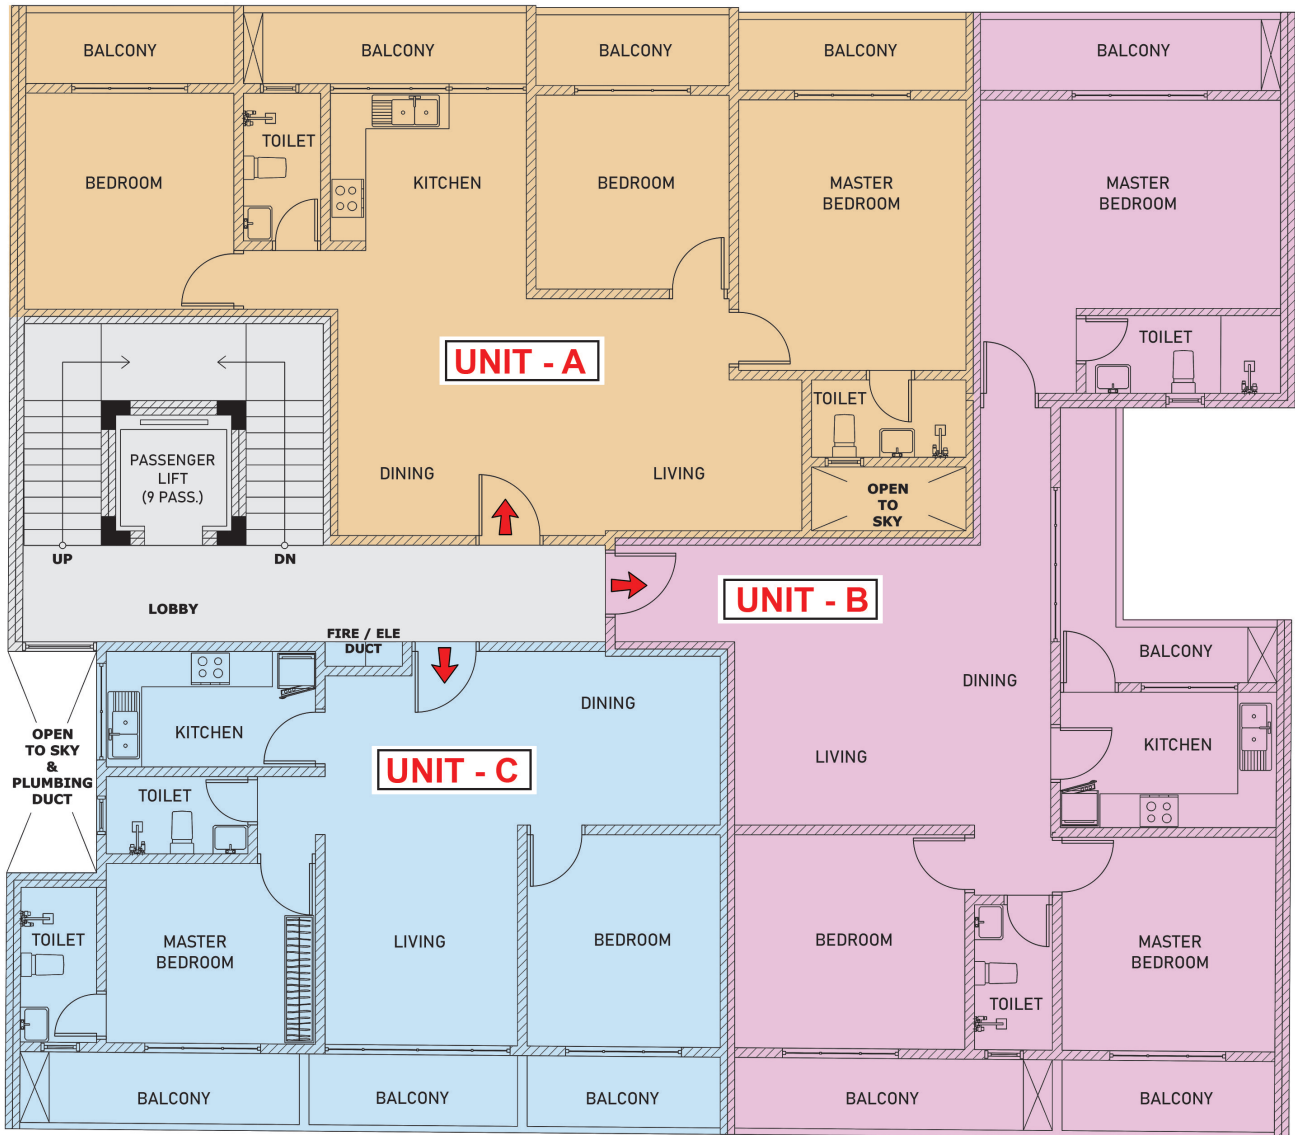 BALCONY
BALCONY
BALCONY
BALCONY
BALCONY
TOILET
BEDROOM
KITCHEN
BEDROOM
MASTER
BEDROOM
MASTER
BEDROOM
TOILET
UNIT - A
TOILET
PASSENGER
LIFT
(9 PASS.)
DINING
LIVING
OPEN
TO
SKY
UP
DN
LOBBY
UNIT - B
FIRE / ELE
DUCT
BALCONY
DINING
DINING
OPEN
TO SKY
&
PLUMBING
DUCT
KITCHEN
KITCHEN
LIVING
UNIT - C
TOILET
TOILET
MASTER
BEDROOM
LIVING
BEDROOM
BEDROOM
MASTER
BEDROOM
TOILET
BALCONY
BALCONY
BALCONY
BALCONY
BALCONY